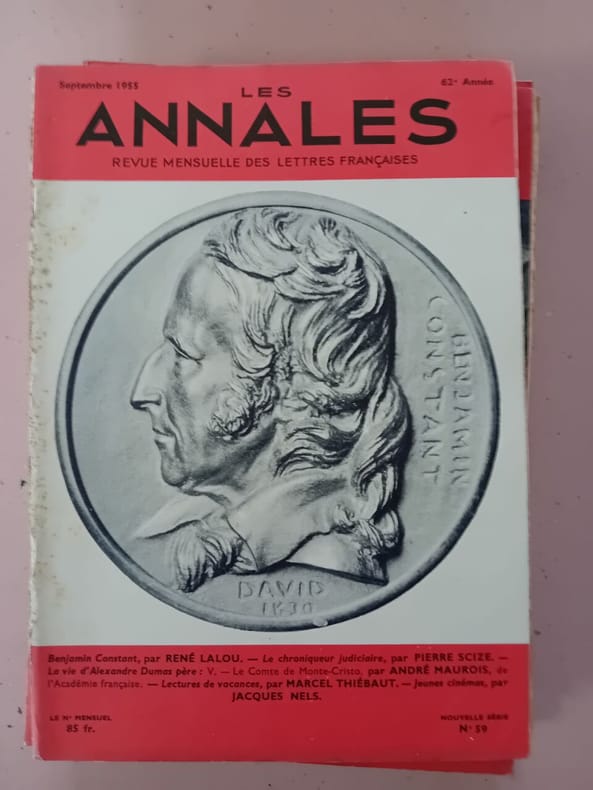 Septembre 1955
62e Année
LES
ANNALES
REVUE MENSUELLE DES LETTRES FRANÇAISES
BENJAMIN
CONSTANT
DAVID
1830
Benjamin Constant, par RENÉ LALOU. — Le chroniqueur judiciaire, par PIERRE SCIZE. —
La vie d'Alexandre Dumas père : V. — Le Comte de Monte-Cristo, par ANDRÉ MAUROIS, de
l'Académie française. — Lectures de vacances, par MARCEL THIÉBAUT. — Jeunes cinémas, par
JACQUES NELS.
LE No MENSUEL
85 fr.
NOUVELLE SÉRIE
No 59